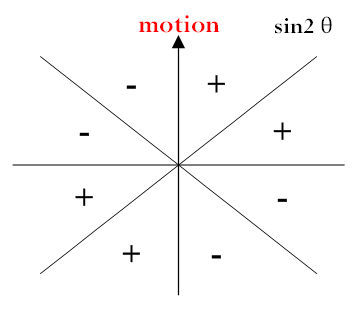 motion sin2 θ
- +
- +
+ -
+ -